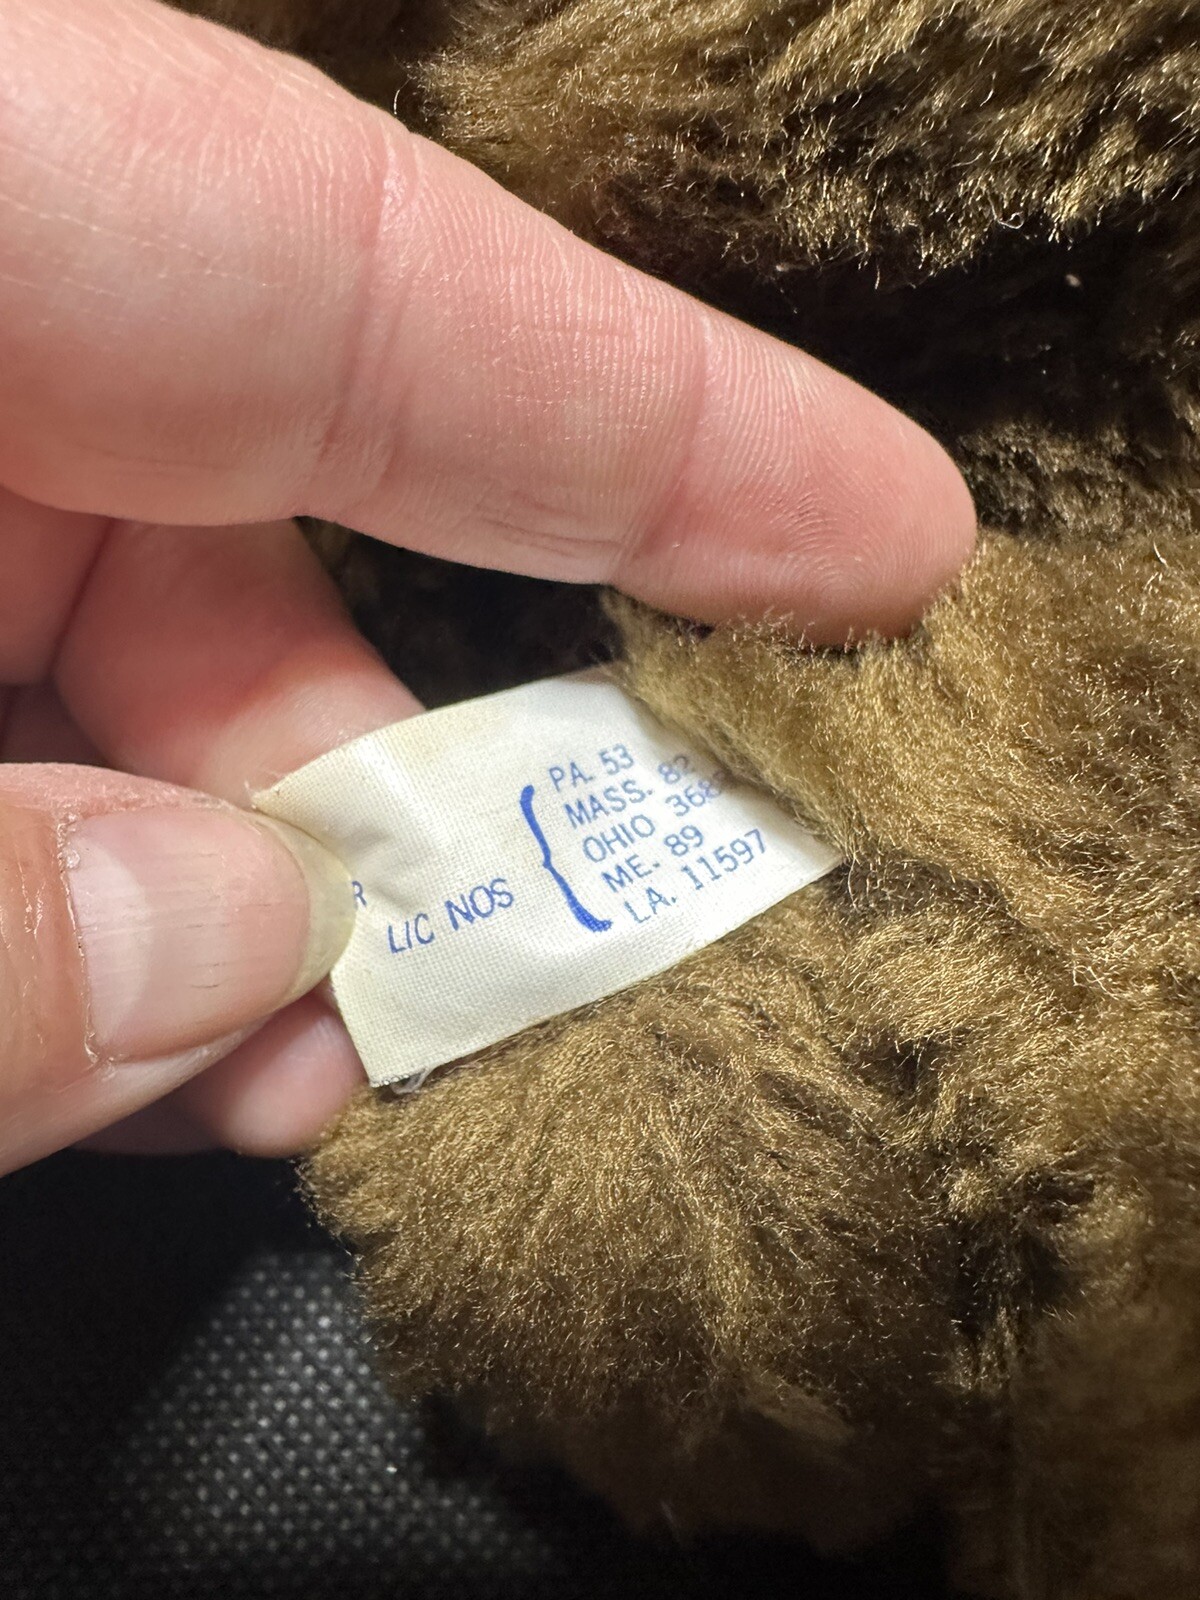 PA. 53
MASS. 82
OHIO 368
ME. 89
LA. 11597
R
LIC NOS